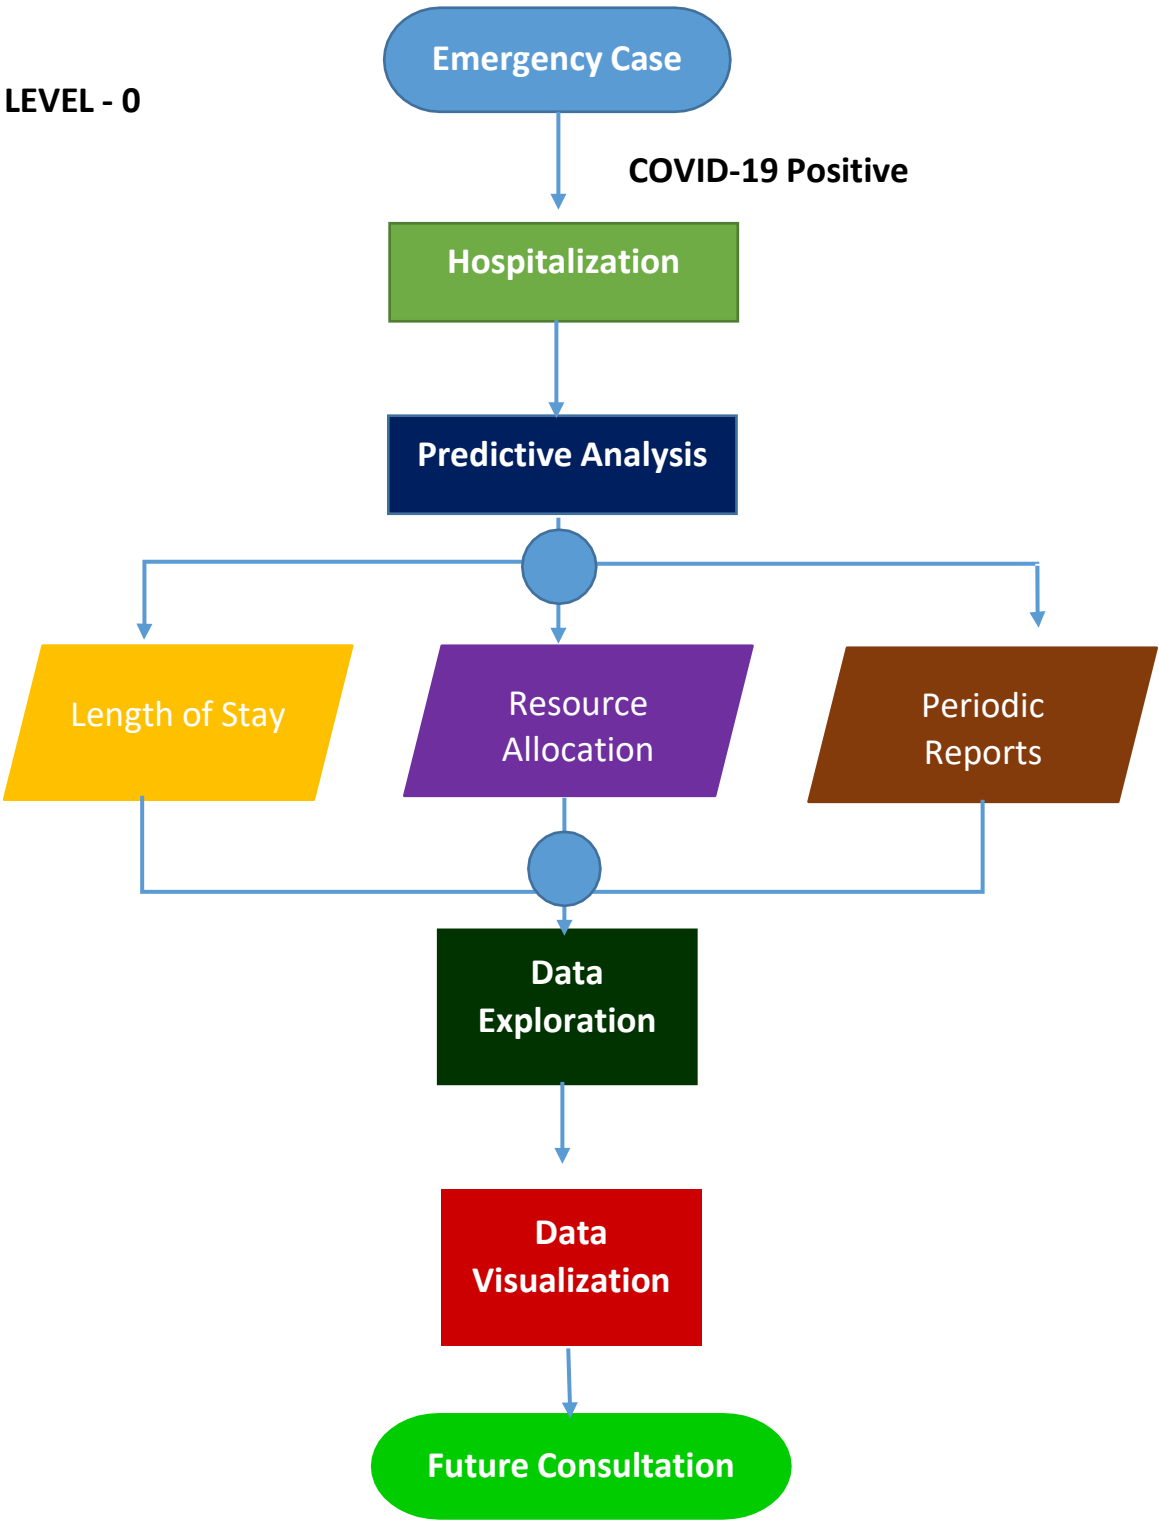 Emergency Case
LEVEL - 0
COVID-19 Positive
Hospitalization
Predictive Analysis
Length of Stay
Resource
Allocation
Periodic
Reports
Data
Exploration
Data
Visualization
Future Consultation